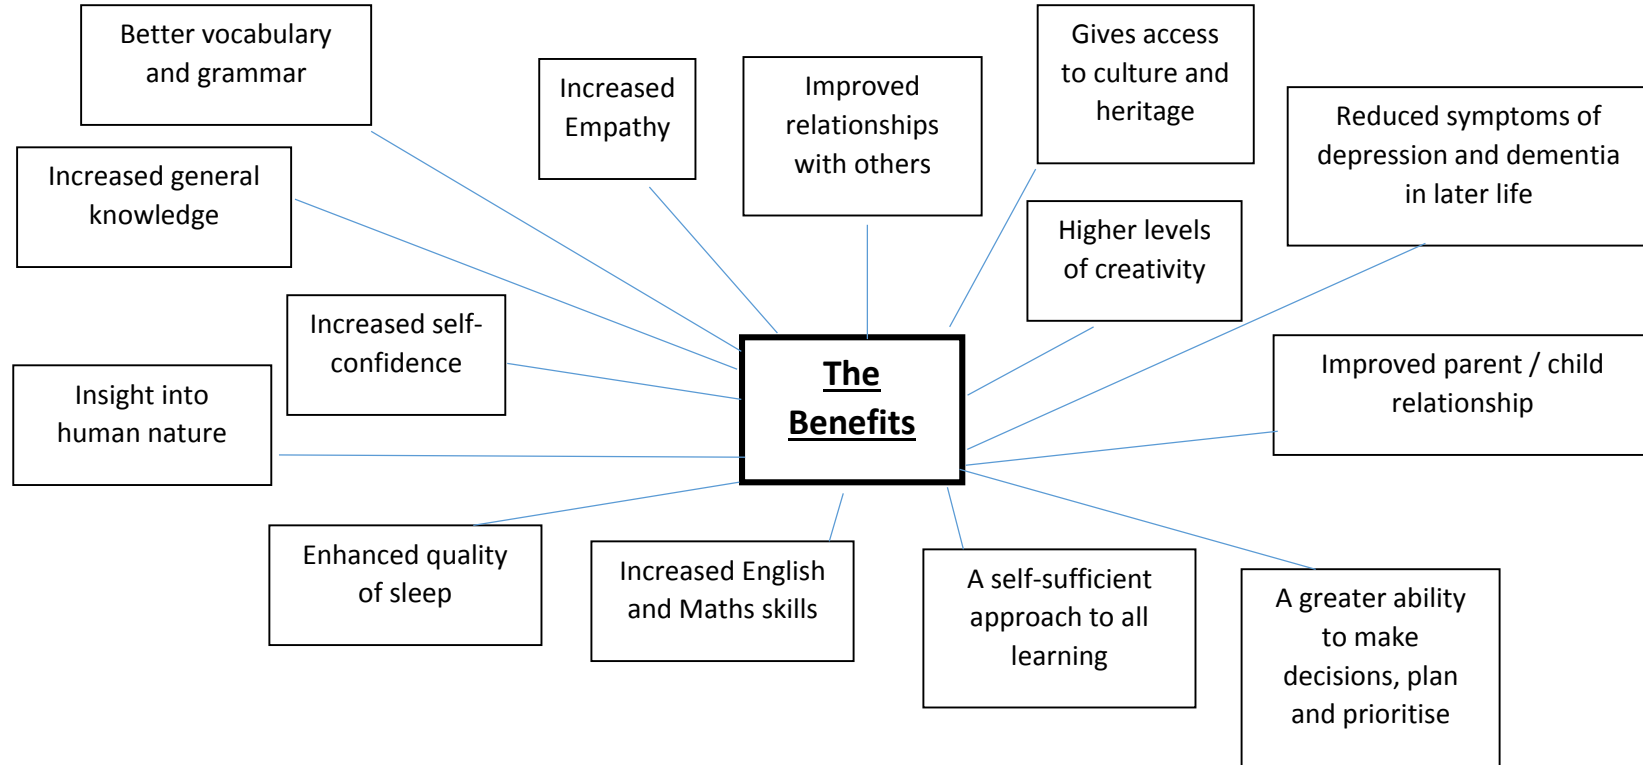 Better vocabulary
and grammar
Increased
Empathy
Improved
relationships
with others
Gives access
to culture and
heritage
Reduced symptoms of
depression and dementia
in later life
Increased general
knowledge
Higher levels
of creativity
Increased self-
confidence
The
Benefits
Improved parent / child
relationship
Insight into
human nature
Enhanced quality
of sleep
Increased English
and Maths skills
A self-sufficient
approach to all
learning
A greater ability
to make
decisions, plan
and prioritise